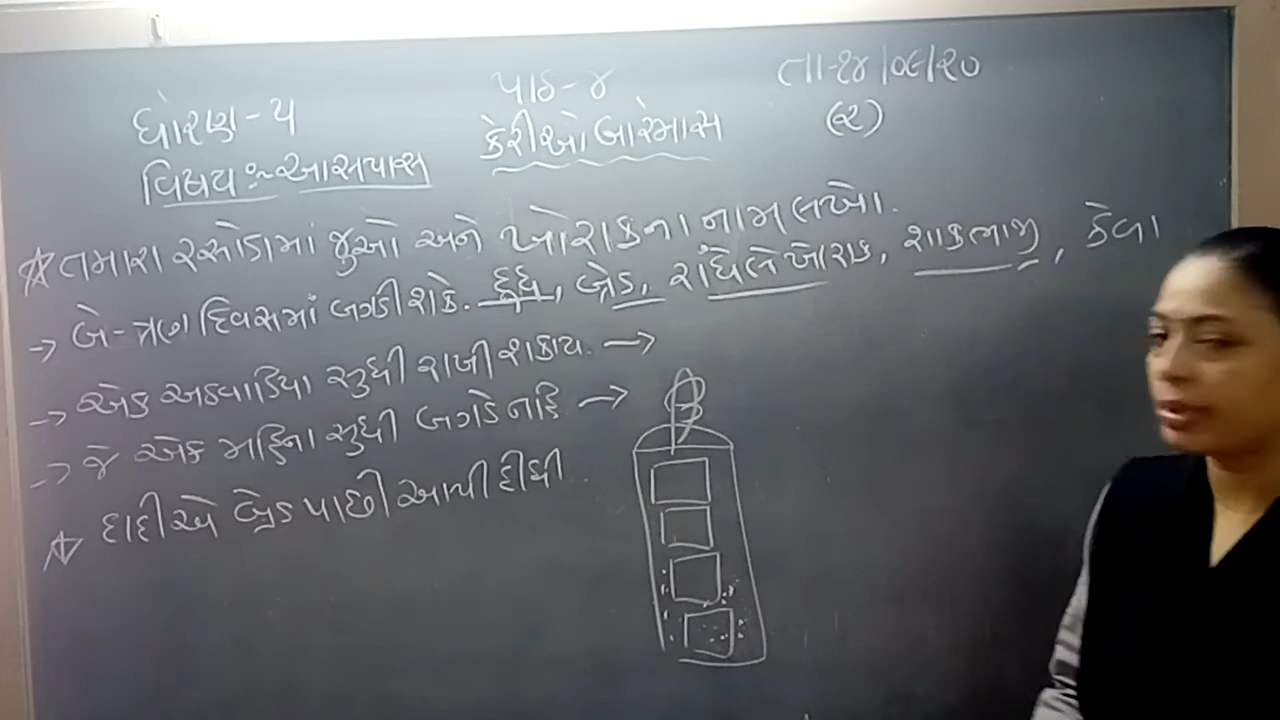 ધોરણ - ૫
પાઠ - ૪
તા - ૨૪/૦૯/૨૦
વિષય :- આસપાસ
કેરીઓ બારેમાસ
(૨)
તમારા રસોડામાં જુઓ અને ખોરાકના નામ લખો.
→ બે - ત્રણ દિવસમાં બગડી શકે. દૂધ, બ્રેડ, રાંધેલે ખોરાક, શાકભાજી, કેળા
→ એક અઠવાડિયા સુધી રાખી શકાય. →
→ જે એક મહિના સુધી બગડે નહિ →
દાદીએ બ્રેડ પાછી આપી દીધી.